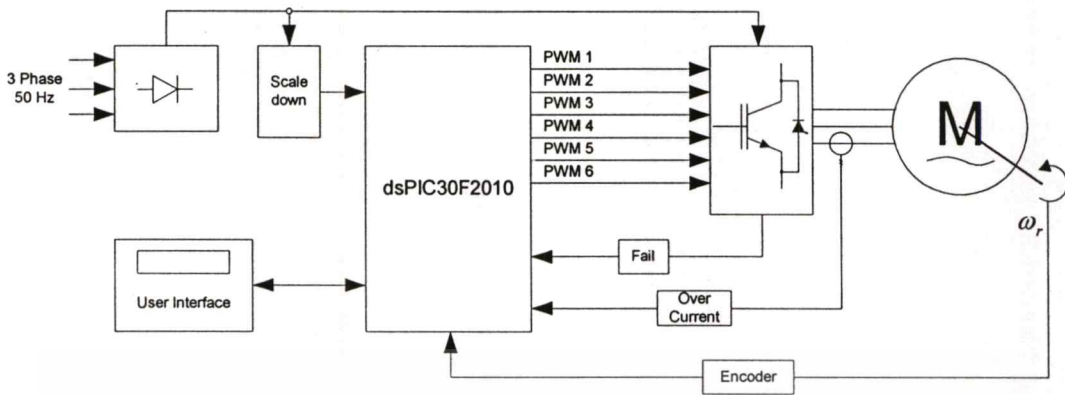 3 Phase
50 Hz
Scale
down
dsPIC30F2010
PWM 1
PWM 2
PWM 3
PWM 4
PWM 5
PWM 6
M
ω_r
User Interface
Fail
Over
Current
Encoder